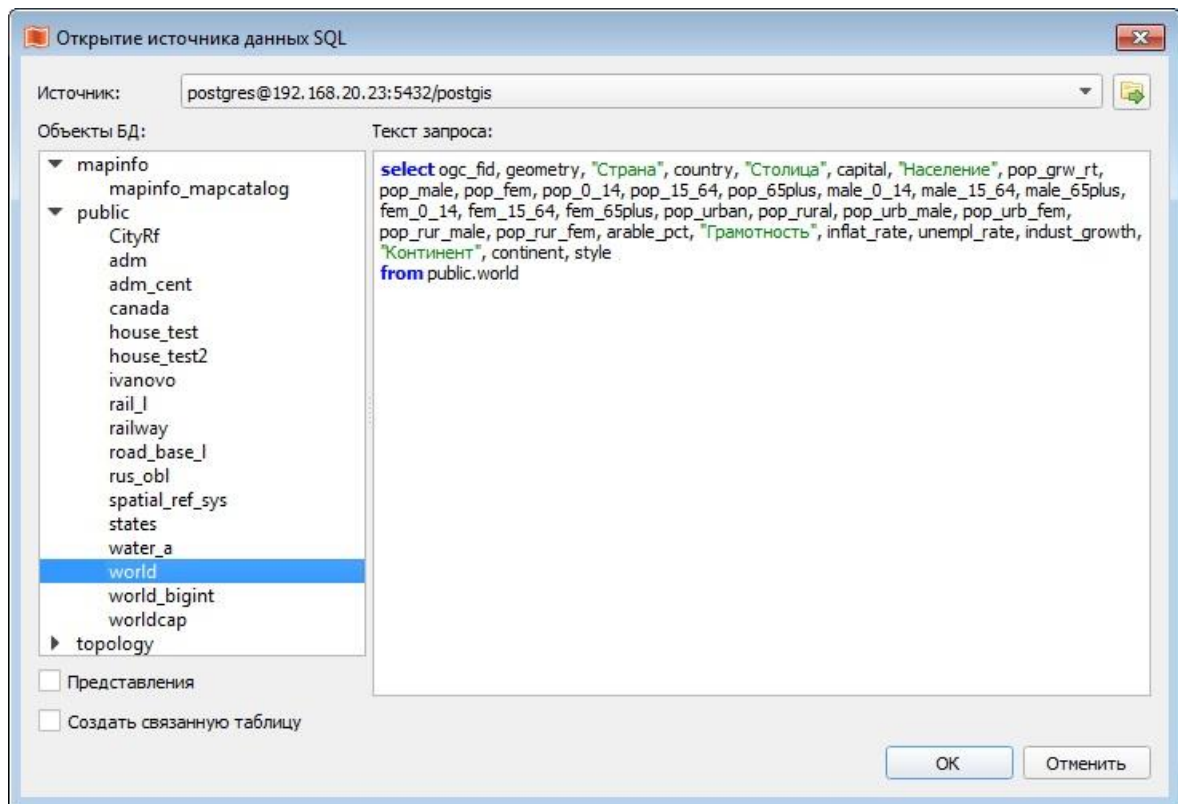 Открытие источника данных SQL
Источник: postgres@192.168.20.23:5432/postgis
Объекты БД:
mapinfo
mapinfo_mapcatalog
public
CityRf
adm
adm_cent
canada
house_test
house_test2
ivanovo
rail_l
railway
road_base_l
rus_obl
spatial_ref_sys
states
water_a
world
world_bigint
worldcap
topology
Представления
Создать связанную таблицу
Текст запроса:
select ogc_fid, geometry, "Страна", country, "Столица", capital, "Население", pop_grw_rt,
pop_male, pop_fem, pop_0_14, pop_15_64, pop_65plus, male_0_14, male_15_64, male_65plus,
fem_0_14, fem_15_64, fem_65plus, pop_urban, pop_rural, pop_urb_male, pop_urb_fem,
pop_rur_male, pop_rur_fem, arable_pct, "Грамотность", inflat_rate, unempl_rate, indust_growth,
"Континент", continent, style
from public.world
OK
Отменить